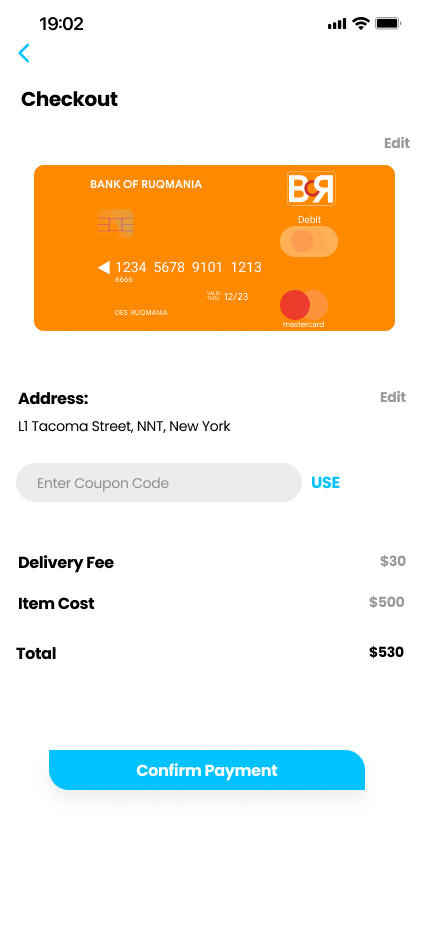 19:02
Checkout
Edit
BANK OF RUQMANIA
BCR
Debit
1234 5678 9101 1213
6666
VALID THRU 12/23
DES RUQMANIA
mastercard
Address:
Edit
L1 Tacoma Street, NNT, New York
Enter Coupon Code
USE
Delivery Fee
$30
Item Cost
$500
Total
$530
Confirm Payment